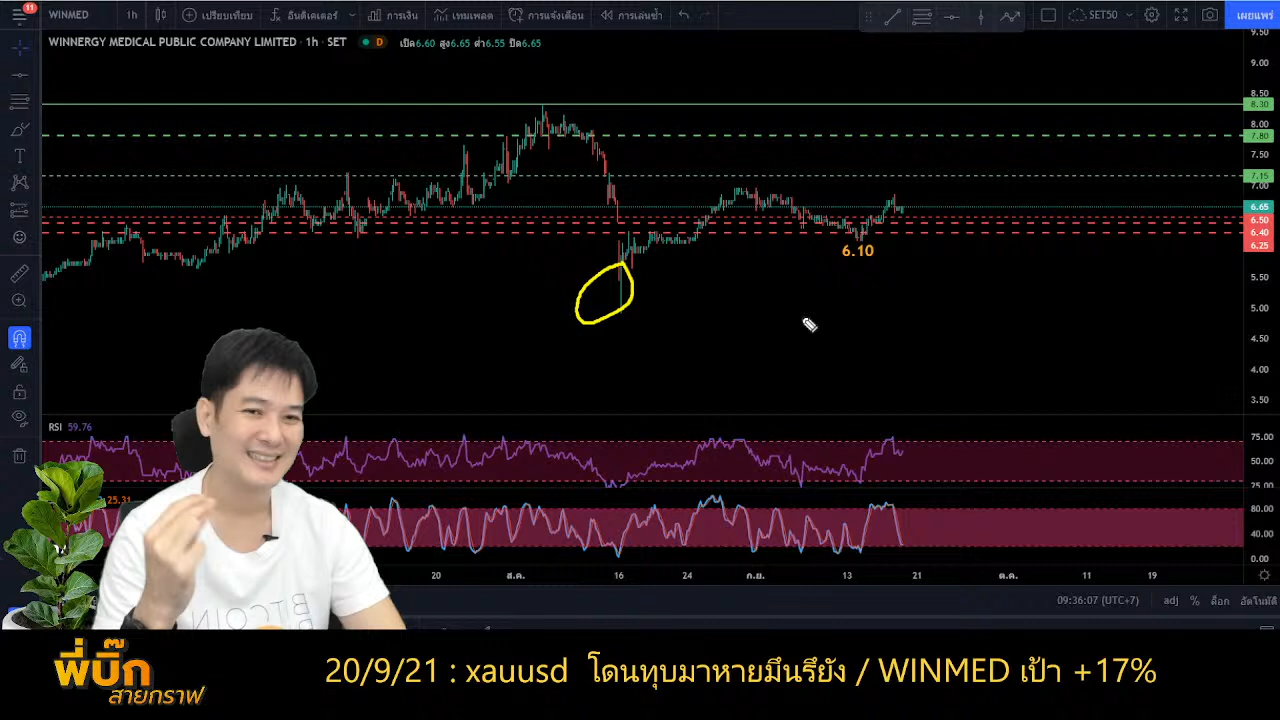 11
WINMED
1h
เปรียบเทียบ
อินดิเคเตอร์
การเงิน
เทมเพลต
การแจ้งเตือน
การเล่นซ้ำ
SET50
เผยแพร่
WINNERGY MEDICAL PUBLIC COMPANY LIMITED · 1h · SET
D
เปิด6.60 สูง6.65 ต่ำ6.55 ปิด6.65
9.50
9.00
8.50
8.30
8.00
7.80
7.50
7.15
7.00
6.65
6.50
6.40
6.25
5.50
5.00
4.50
4.00
3.50
6.10
RSI 59.76
75.00
50.00
25.00
25.31
80.00
40.00
0.00
20 ส.ค. 16 24 ก.ย. 13 21 ต.ค. 11 19
09:36:07 (UTC+7) adj % ล็อก อัตโนมัติ
BTCOIN
พี่บิ๊ก
สายกราฟ
20/9/21 : xauusd โดนทุบมาหายมึนรึยัง / WINMED เป้า +17%